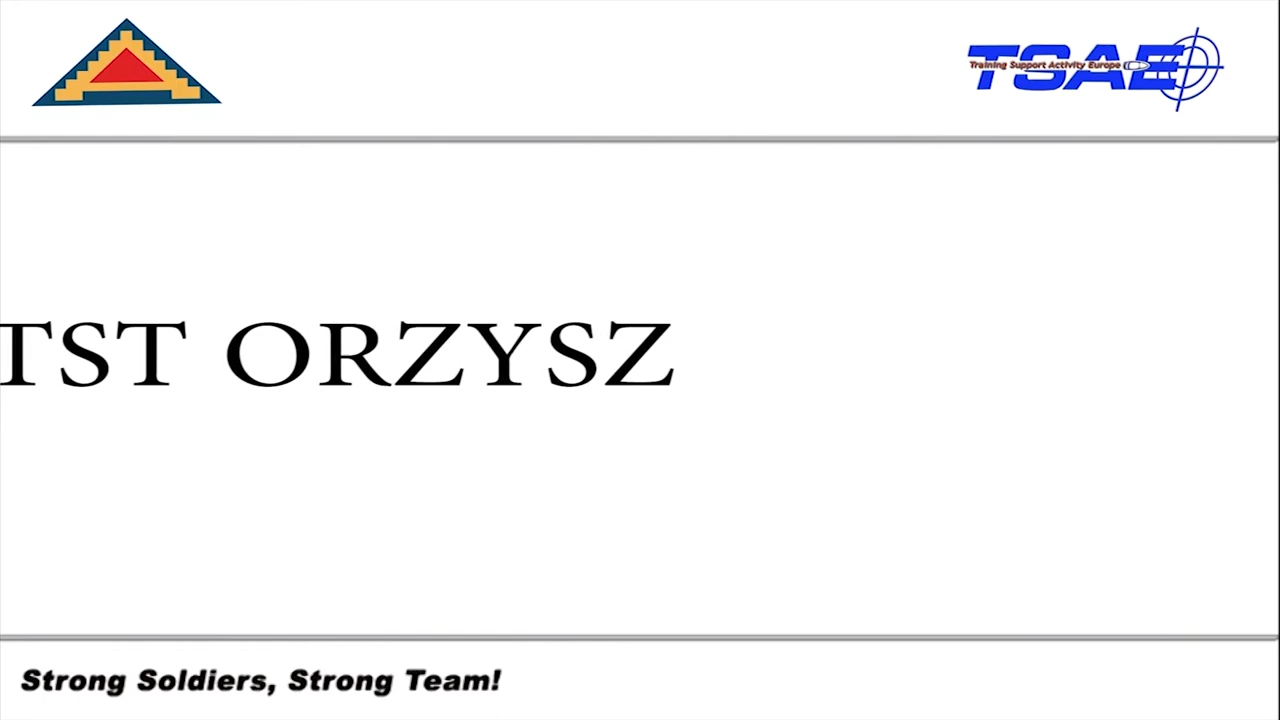 TSAE
Training Support Activity Europe
TST ORZYSZ
Strong Soldiers, Strong Team!